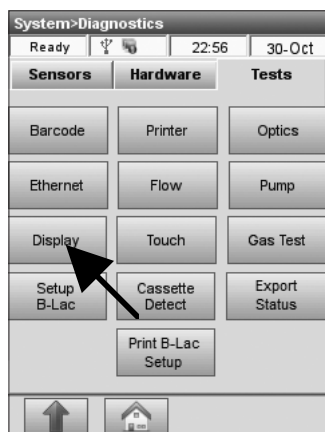 System>Diagnostics
Ready 22:56 30-Oct
Sensors Hardware Tests
Barcode Printer Optics
Ethernet Flow Pump
Display Touch Gas Test
Setup B-Lac Cassette Detect Export Status
Print B-Lac Setup